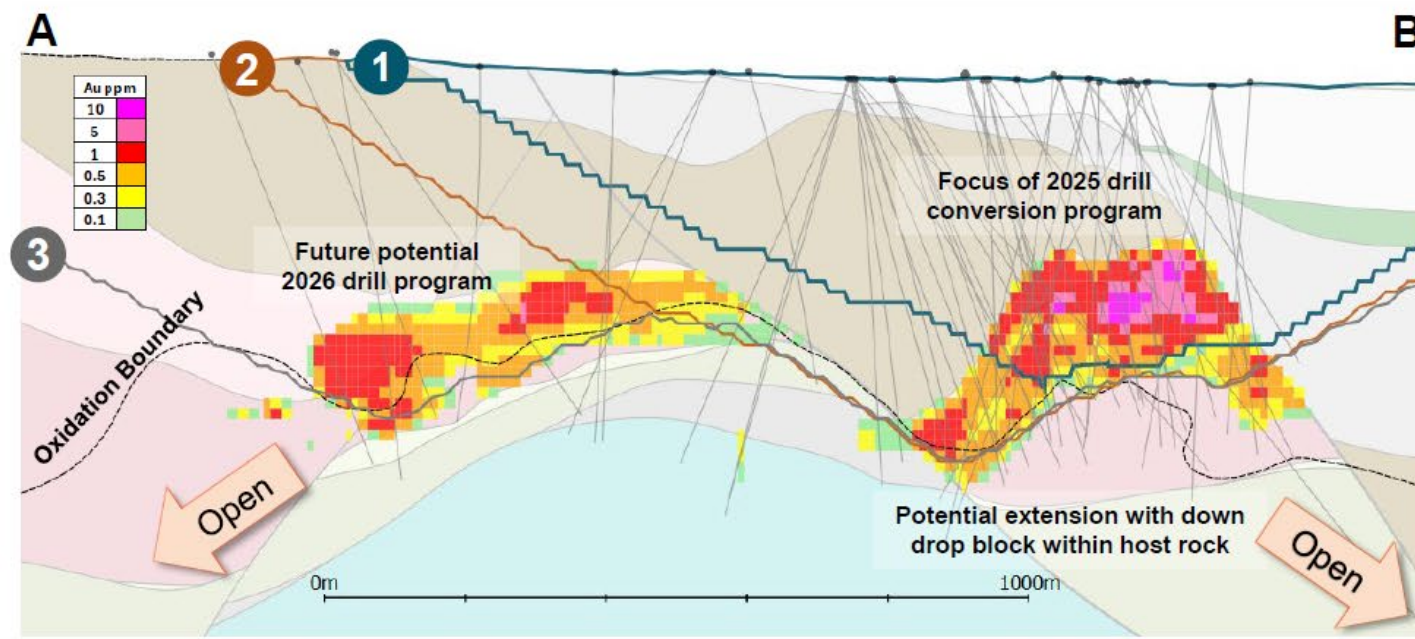 A
B
2
1
Au ppm
10
5
1
0.5
0.3
0.1
3
Focus of 2025 drill
conversion program
Future potential
2026 drill program
Oxidation Boundary
Open
Potential extension with down
drop block within host rock
Open
0m
1000m